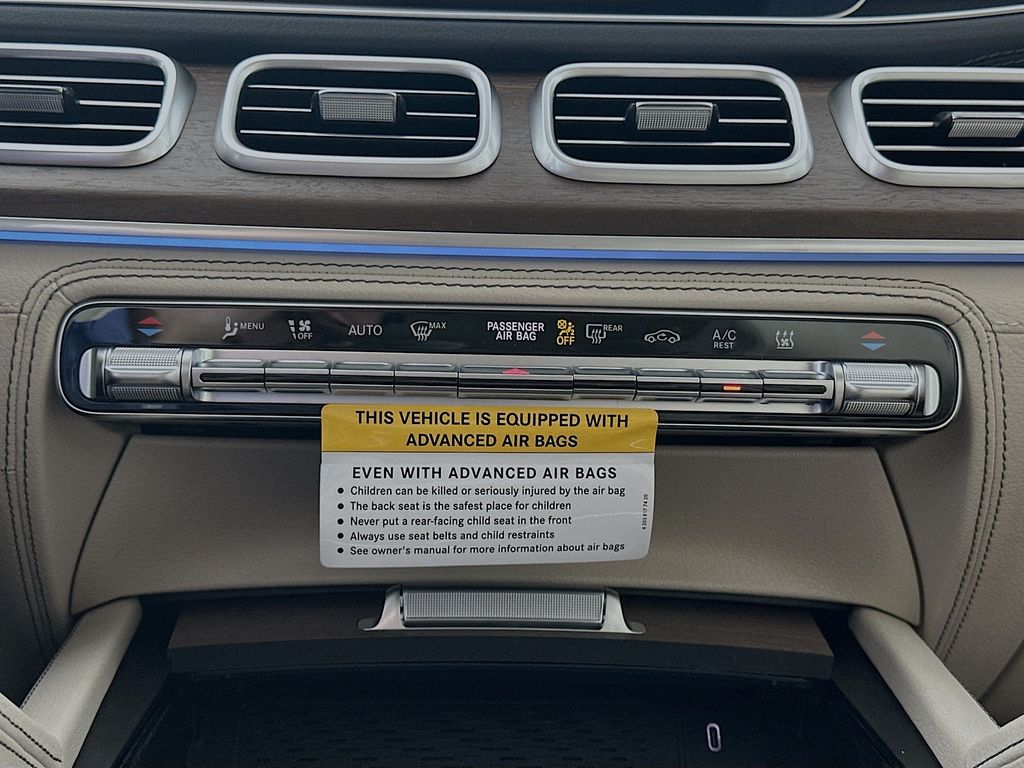 MENU OFF AUTO MAX PASSENGER AIR BAG OFF REAR A/C REST
THIS VEHICLE IS EQUIPPED WITH
ADVANCED AIR BAGS
EVEN WITH ADVANCED AIR BAGS
● Children can be killed or seriously injured by the air bag
● The back seat is the safest place for children
● Never put a rear-facing child seat in the front
● Always use seat belts and child restraints
● See owner's manual for more information about air bags